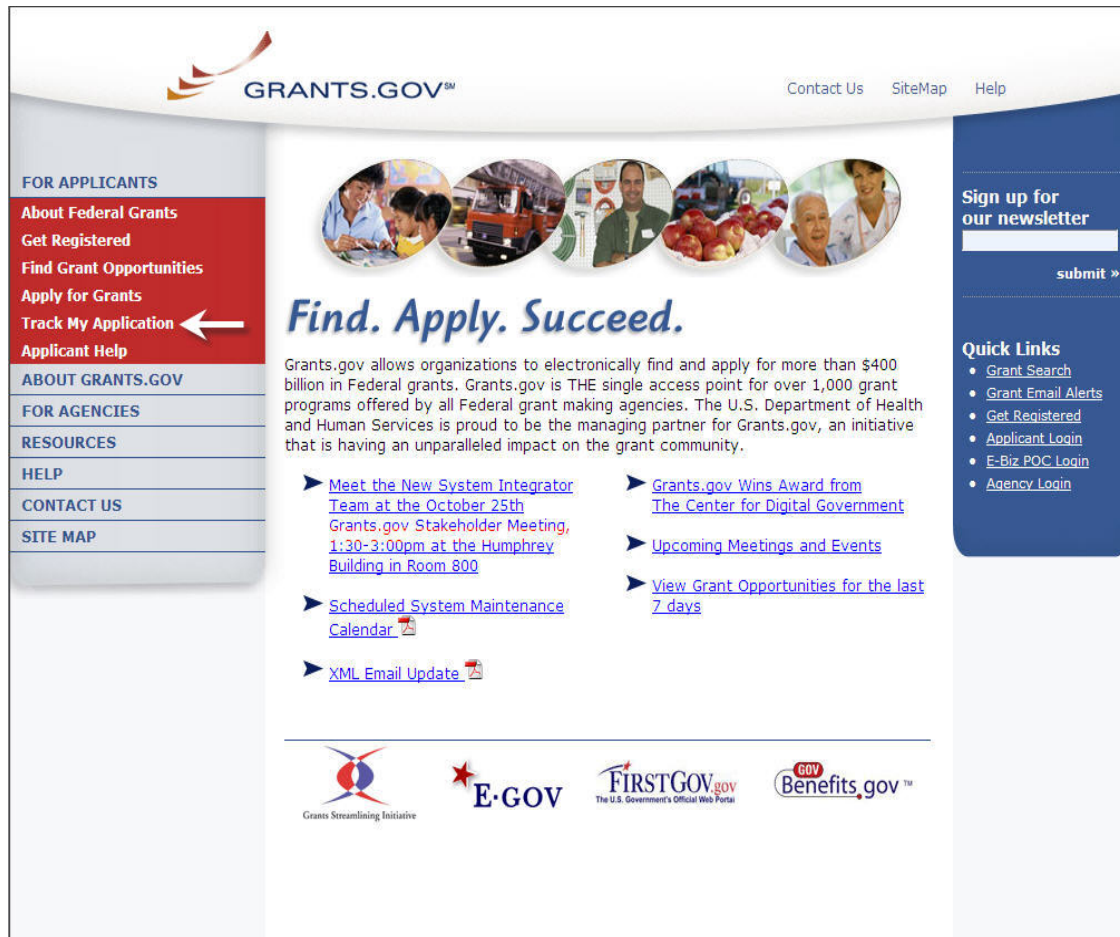 GRANTS.GOV℠
Contact Us SiteMap Help
FOR APPLICANTS
About Federal Grants
Get Registered
Find Grant Opportunities
Apply for Grants
Track My Application
Applicant Help
ABOUT GRANTS.GOV
FOR AGENCIES
RESOURCES
HELP
CONTACT US
SITE MAP
Find. Apply. Succeed.
Grants.gov allows organizations to electronically find and apply for more than $400
billion in Federal grants. Grants.gov is THE single access point for over 1,000 grant
programs offered by all Federal grant making agencies. The U.S. Department of Health
and Human Services is proud to be the managing partner for Grants.gov, an initiative
that is having an unparalleled impact on the grant community.
Meet the New System Integrator
Team at the October 25th
Grants.gov Stakeholder Meeting,
1:30-3:00pm at the Humphrey
Building in Room 800
Scheduled System Maintenance
Calendar
XML Email Update
Grants.gov Wins Award from
The Center for Digital Government
Upcoming Meetings and Events
View Grant Opportunities for the last
7 days
Sign up for
our newsletter
submit »
Quick Links
Grant Search
Grant Email Alerts
Get Registered
Applicant Login
E-Biz POC Login
Agency Login
Grants Streamlining Initiative
E·GOV
FIRSTGOV.gov
The U.S. Government's Official Web Portal
GOV
Benefits.gov ™